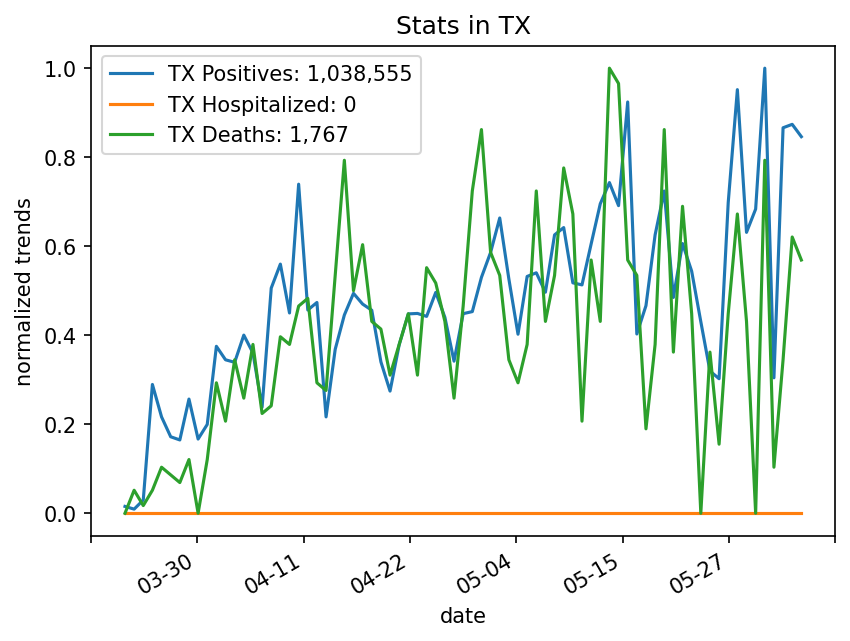 Stats in TX
TX Positives: 1,038,555
TX Hospitalized: 0
TX Deaths: 1,767
normalized trends
1.0
0.8
0.6
0.4
0.2
0.0
03-30
04-11
04-22
05-04
05-15
05-27
date